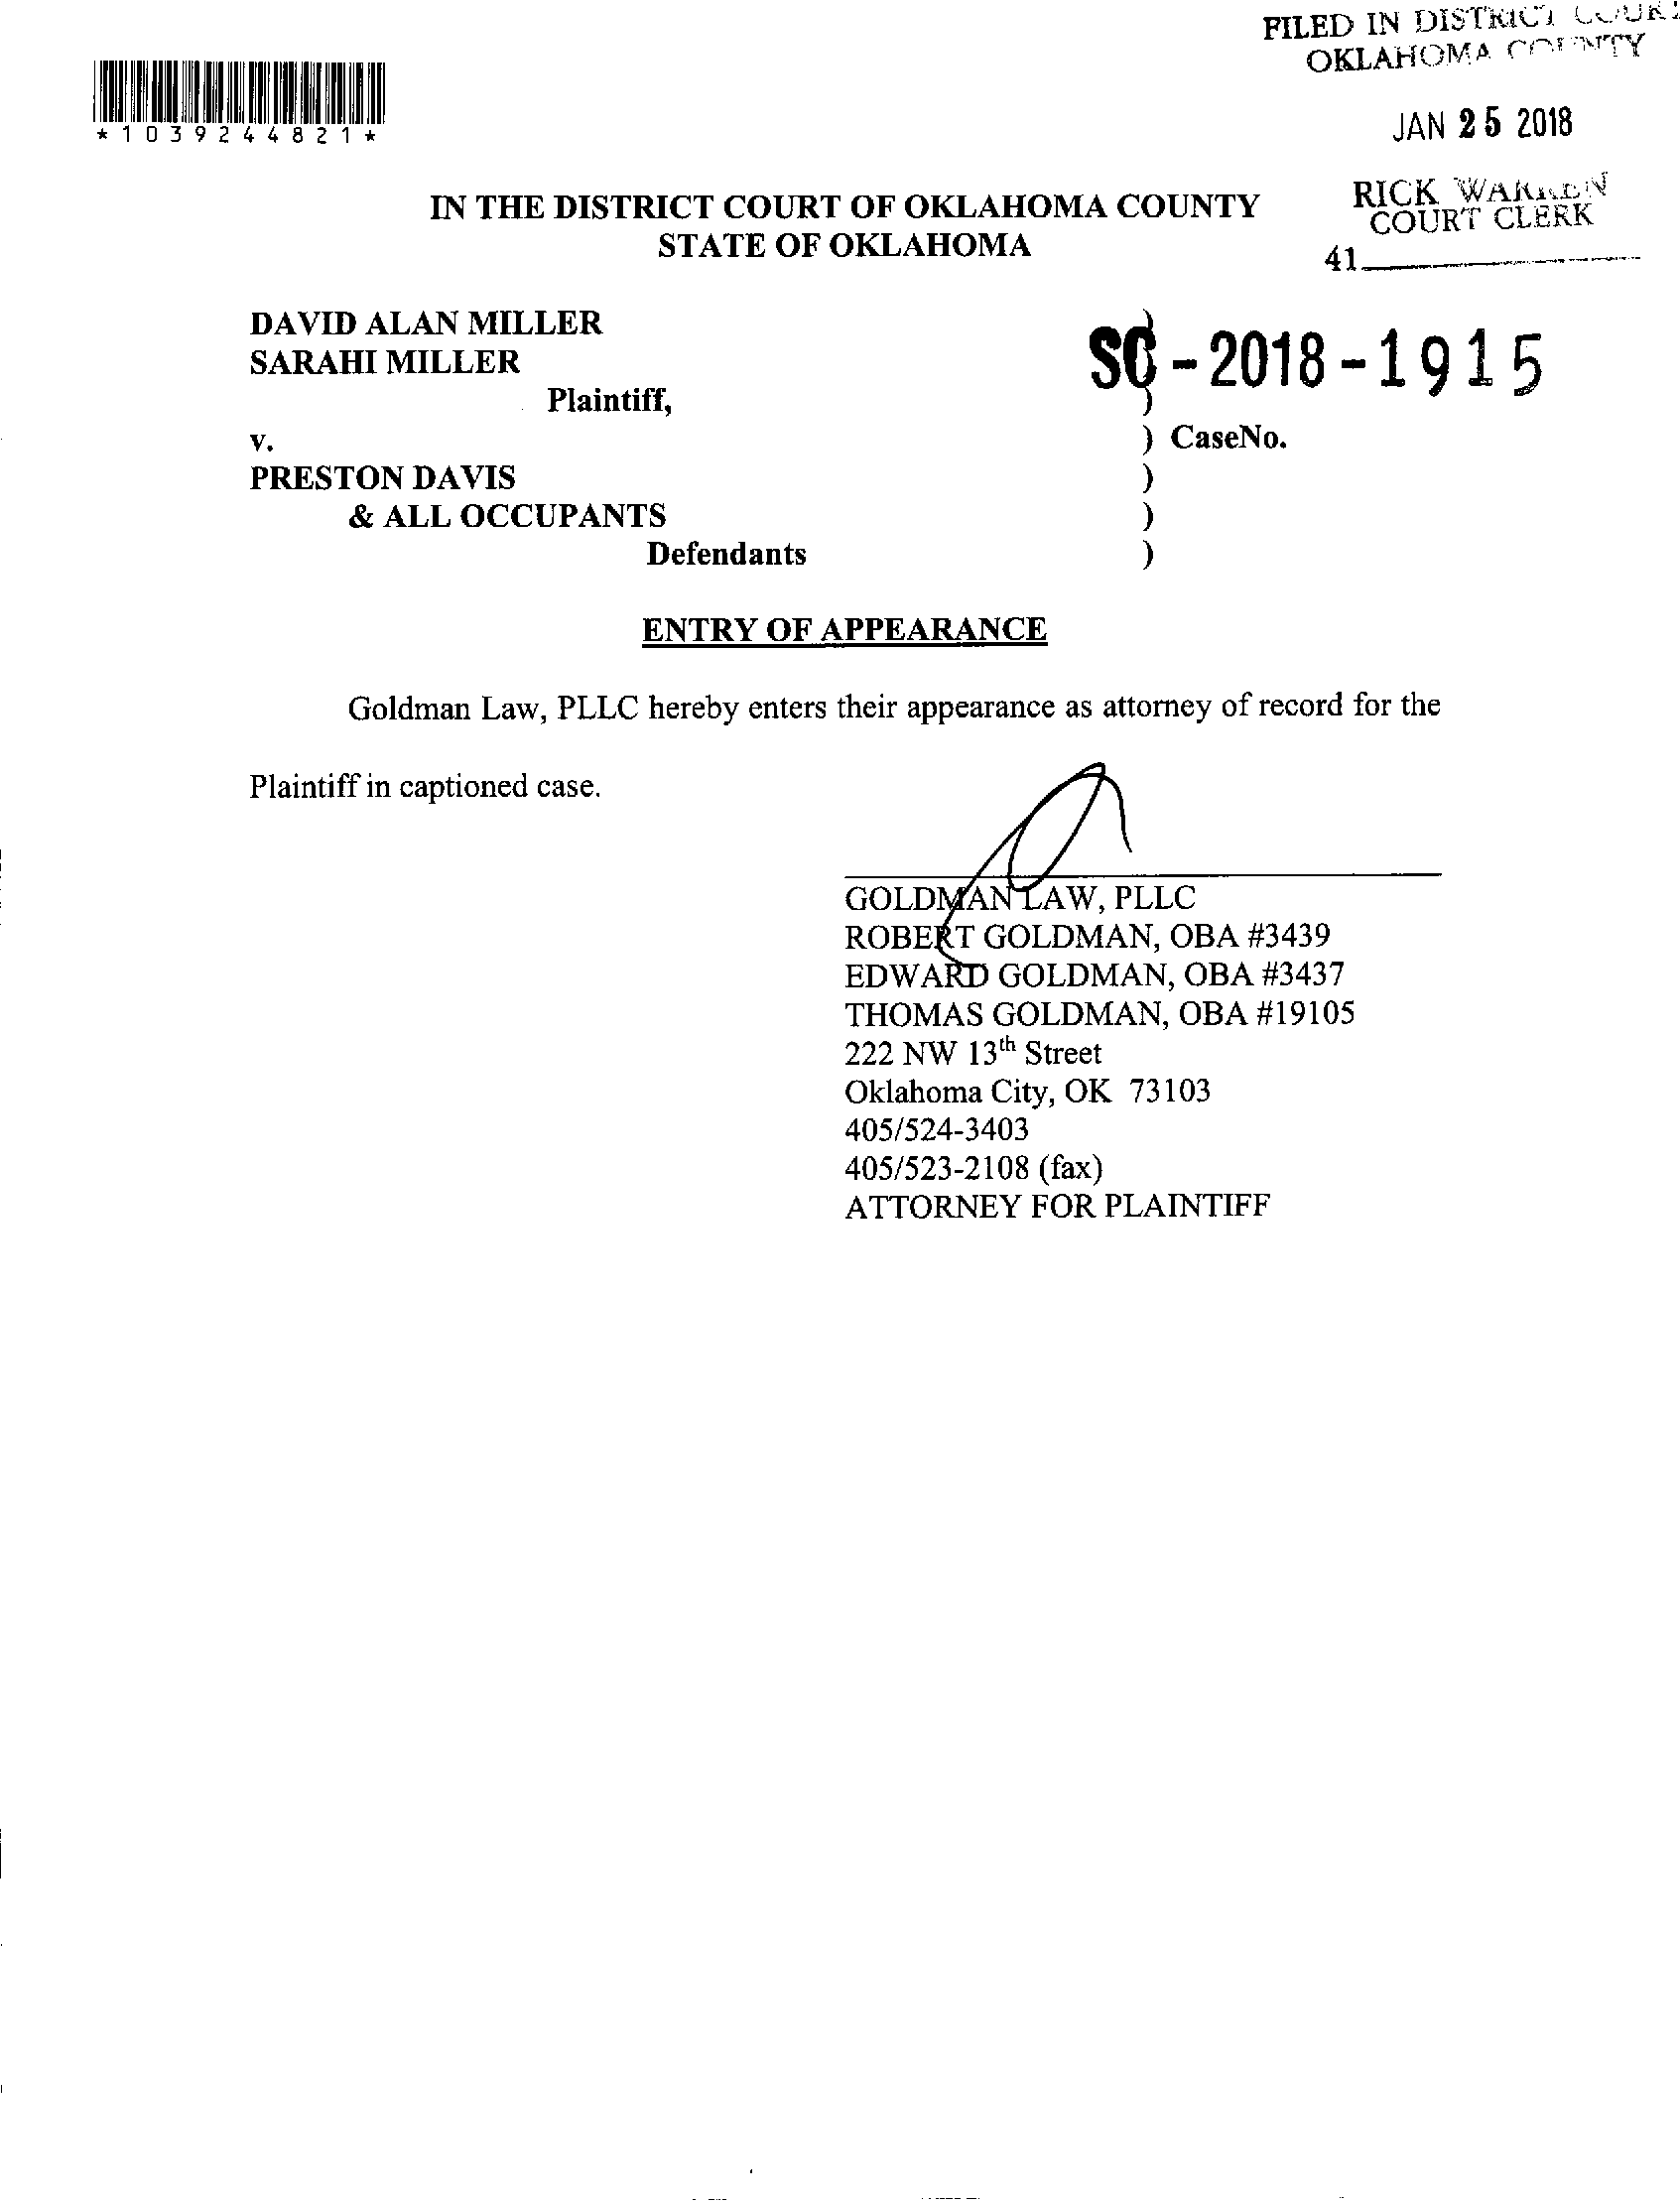 FILED IN DISTRICT COURT
OKLAHOMA COUNTY
*1039244821*
JAN 25 2018
RICK WARREN
COURT CLERK
41
IN THE DISTRICT COURT OF OKLAHOMA COUNTY
STATE OF OKLAHOMA
DAVID ALAN MILLER )
SARAHI MILLER SC-2018-1915
Plaintiff, )
v. ) CaseNo.
PRESTON DAVIS )
& ALL OCCUPANTS )
Defendants )
ENTRY OF APPEARANCE
Goldman Law, PLLC hereby enters their appearance as attorney of record for the
Plaintiff in captioned case.
GOLDMAN LAW, PLLC
ROBERT GOLDMAN, OBA #3439
EDWARD GOLDMAN, OBA #3437
THOMAS GOLDMAN, OBA #19105
222 NW 13th Street
Oklahoma City, OK 73103
405/524-3403
405/523-2108 (fax)
ATTORNEY FOR PLAINTIFF